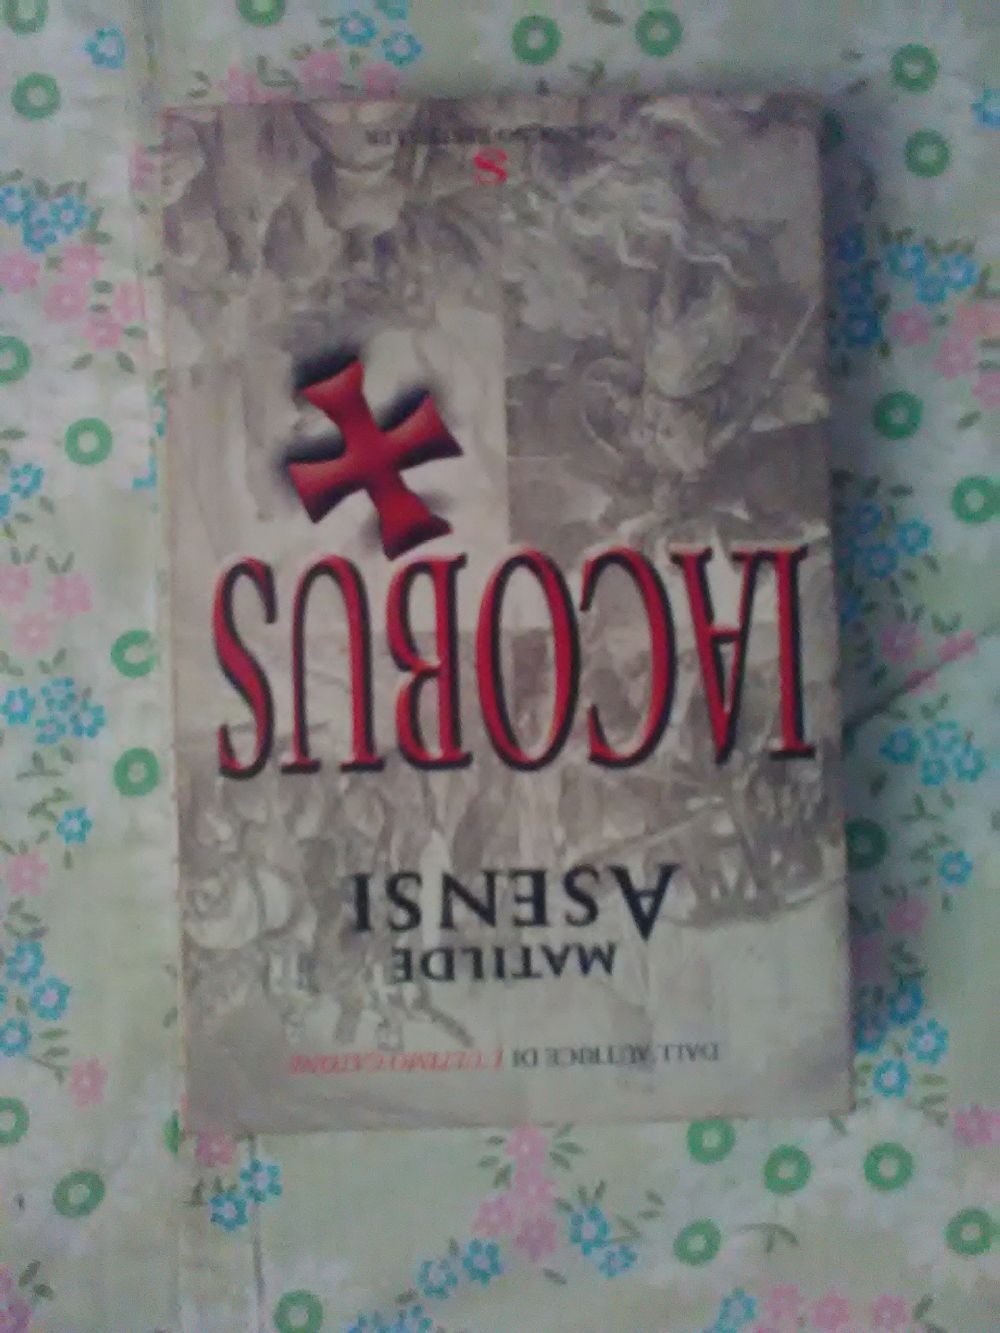 DALL'AUTRICE DI L'ULTIMO CATONE
MATILDE
ASENSI
IACOBUS
S